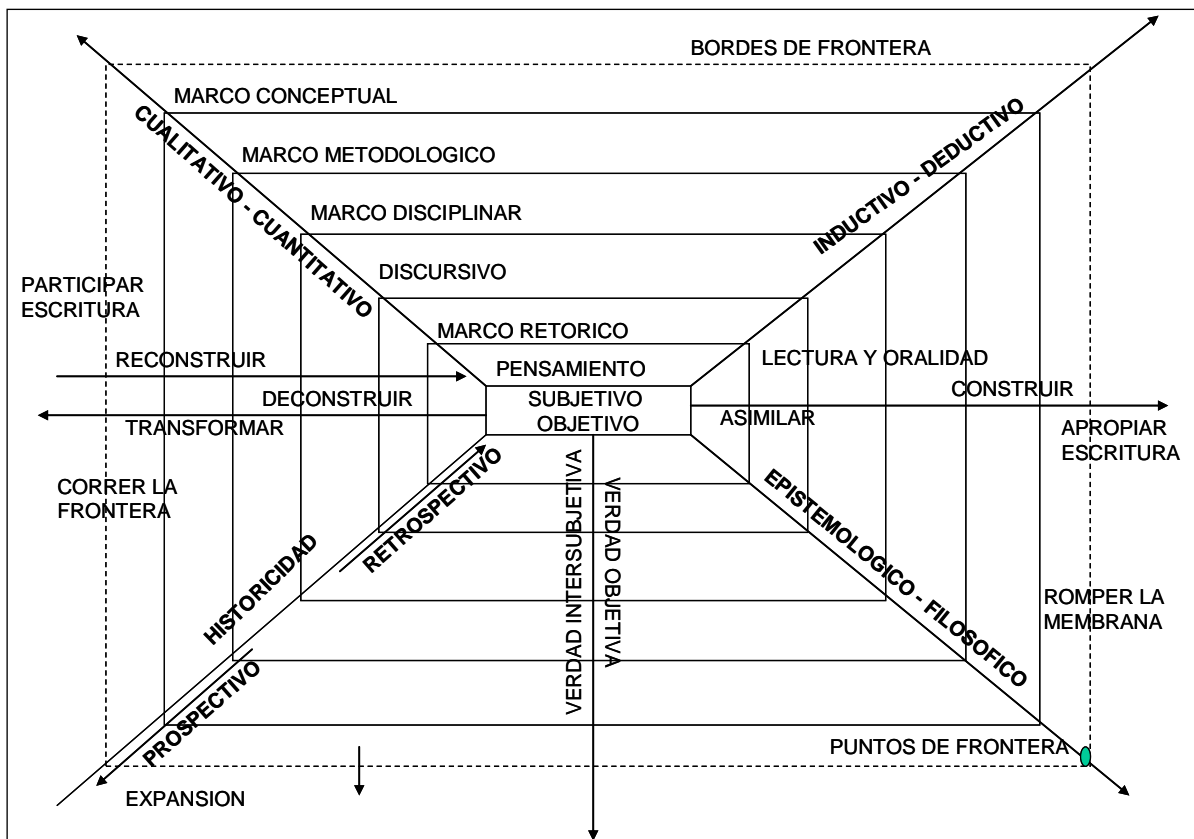 BORDES DE FRONTERA
MARCO CONCEPTUAL
CUALITATIVO - CUANTITATIVO
INDUCTIVO - DEDUCTIVO
MARCO METODOLOGICO
MARCO DISCIPLINAR
DISCURSIVO
PARTICIPAR
ESCRITURA
MARCO RETORICO
RECONSTRUIR
PENSAMIENTO
LECTURA Y ORALIDAD
CONSTRUIR
DECONSTRUIR
SUBJETIVO
OBJETIVO
TRANSFORMAR
ASIMILAR
APROPIAR
ESCRITURA
CORRER LA
FRONTERA
RETROSPECTIVO
HISTORICIDAD
VERDAD INTERSUBJETIVA
VERDAD OBJETIVA
EPISTEMOLOGICO - FILOSOFICO
ROMPER LA
MEMBRANA
PROSPECTIVO
PUNTOS DE FRONTERA
EXPANSION